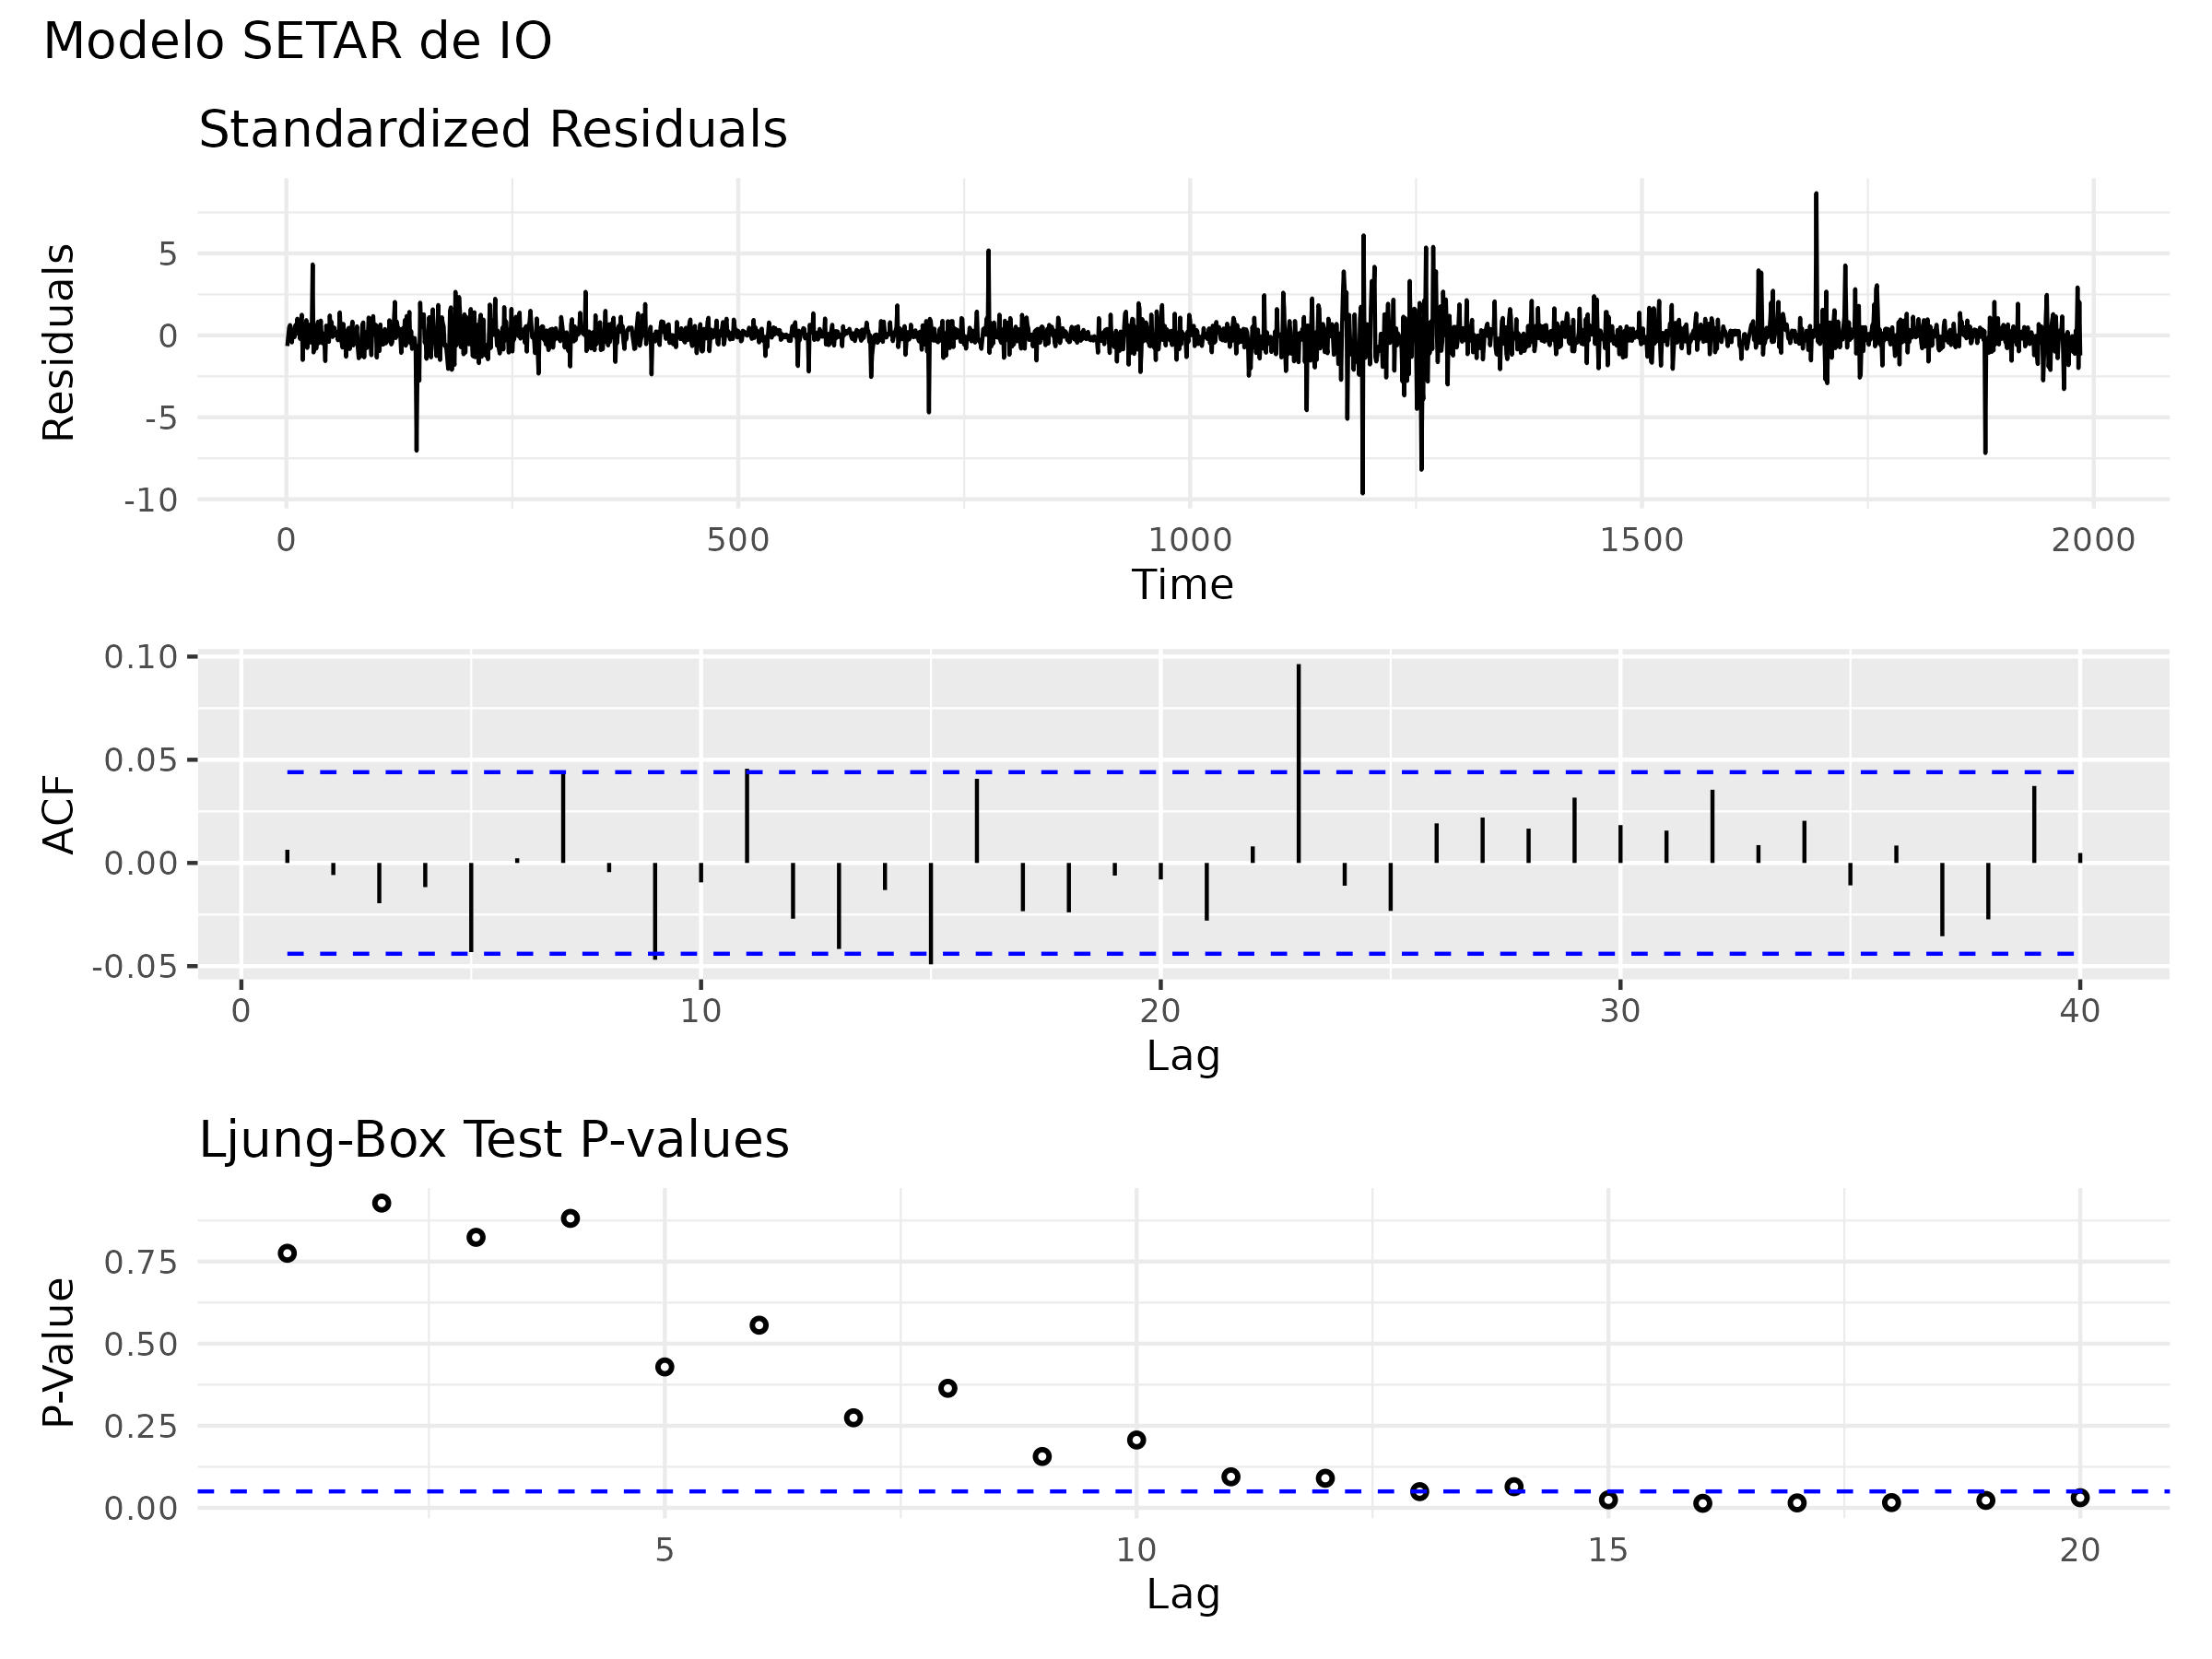 Modelo SETAR de IO
Standardized Residuals
Residuals
5
0
-5
-10
0 500 1000 1500 2000
Time
ACF
0.10
0.05
0.00
-0.05
0 10 20 30 40
Lag
Ljung-Box Test P-values
P-Value
0.75
0.50
0.25
0.00
5 10 15 20
Lag